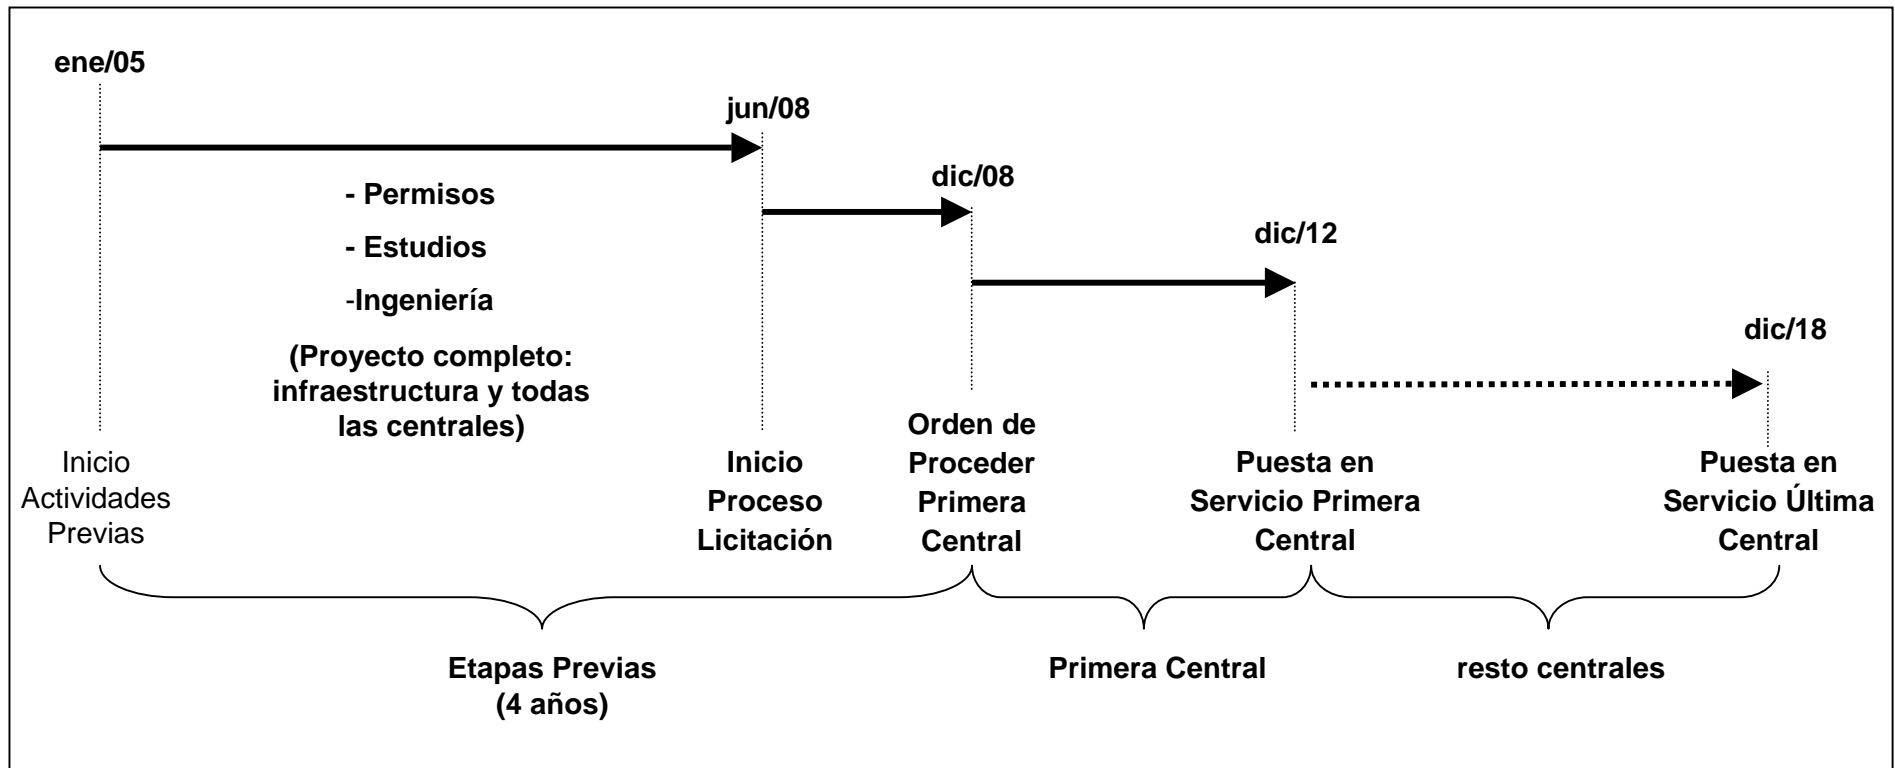 ene/05
jun/08
dic/08
dic/12
dic/18
- Permisos
- Estudios
-Ingeniería
(Proyecto completo:
infraestructura y todas
las centrales)
Inicio
Actividades
Previas
Inicio
Proceso
Licitación
Orden de
Proceder
Primera
Central
Puesta en
Servicio Primera
Central
Puesta en
Servicio Última
Central
Etapas Previas
(4 años)
Primera Central
resto centrales